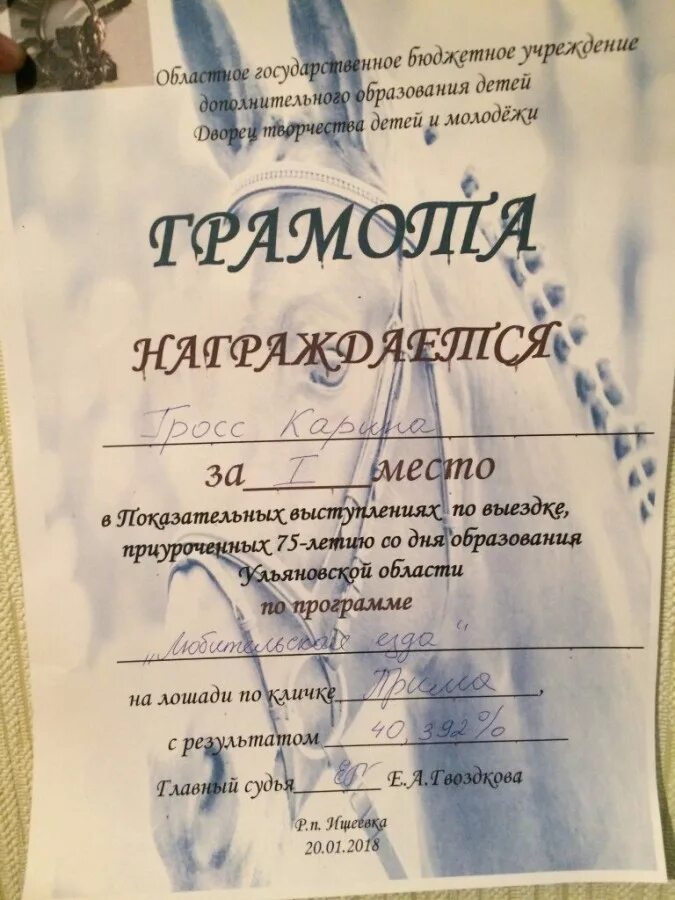 Областное государственное бюджетное учреждение
дополнительного образования детей
Дворец творчества детей и молодёжи
ГРАМОТА
НАГРАЖДАЕТСЯ
Гросс Карина
за I место
в Показательных выступлениях по выездке,
приуроченных 75-летию со дня образования
Ульяновской области
по программе
„Любительская езда"
на лошади по кличке Прима,
с результатом 40,392%
Главный судья Е.А.Гвоздкова
Р.п. Ишеевка
20.01.2018